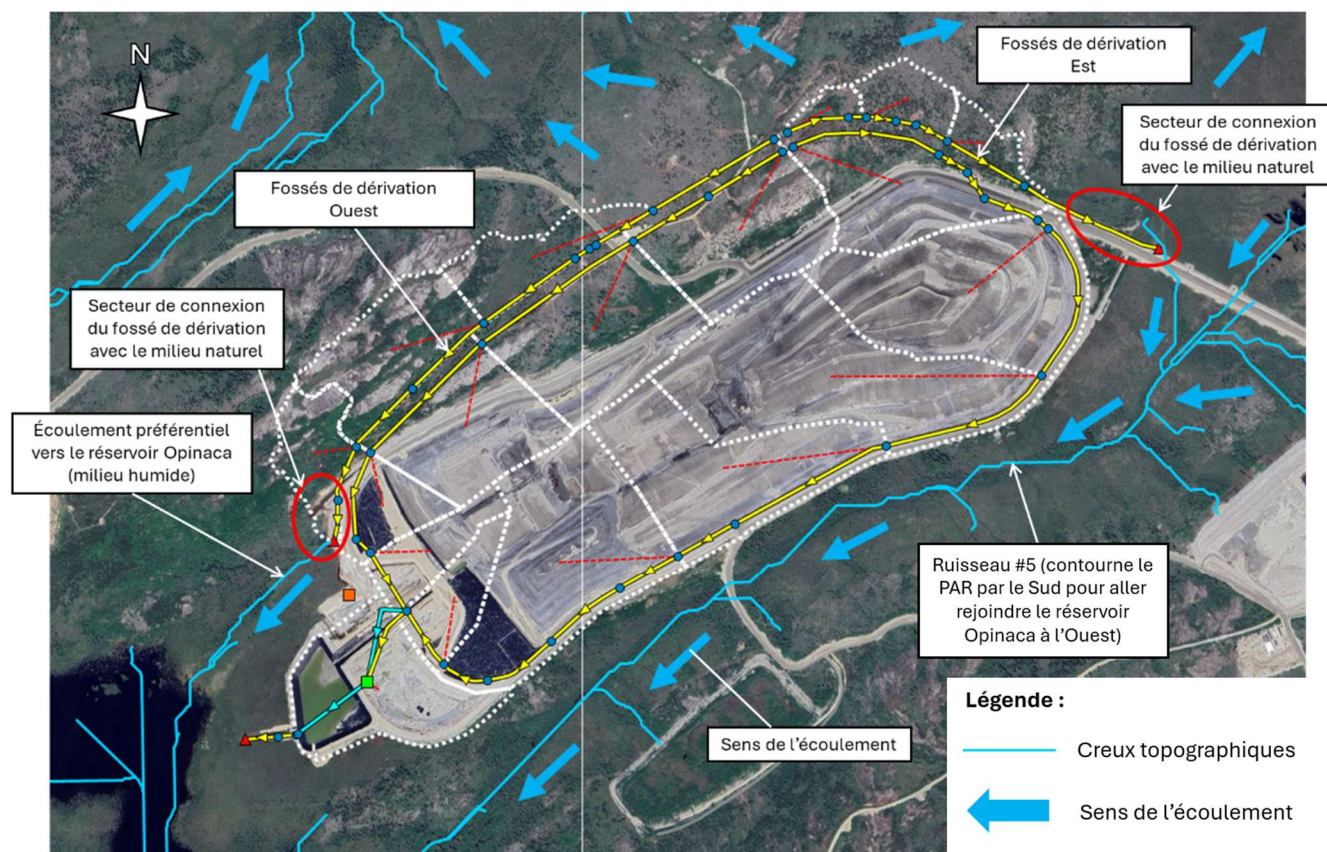 N
Fossés de dérivation
Est
Secteur de connexion
du fossé de dérivation
avec le milieu naturel
Fossés de dérivation
Ouest
Secteur de connexion
du fossé de dérivation
avec le milieu naturel
Écoulement préférentiel
vers le réservoir Opinaca
(milieu humide)
Ruisseau #5 (contourne le
PAR par le Sud pour aller
rejoindre le réservoir
Opinaca à l’Ouest)
Sens de l’écoulement
Légende :
Creux topographiques
Sens de l’écoulement